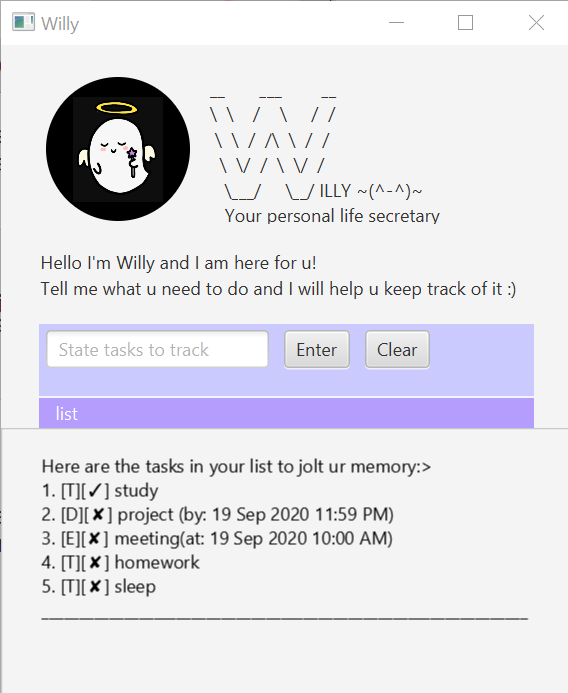 Willy
__ ___ __
\ \ / \ / /
\ \ / /\ \ / /
\ \/ / \ \/ /
\___/ \__/ ILLY ~(^-^)~
Your personal life secretary
Hello I'm Willy and I am here for u!
Tell me what u need to do and I will help u keep track of it :)
State tasks to track Enter Clear
list
Here are the tasks in your list to jolt ur memory:>
1. [T][✓] study
2. [D][✘] project (by: 19 Sep 2020 11:59 PM)
3. [E][✘] meeting(at: 19 Sep 2020 10:00 AM)
4. [T][✘] homework
5. [T][✘] sleep